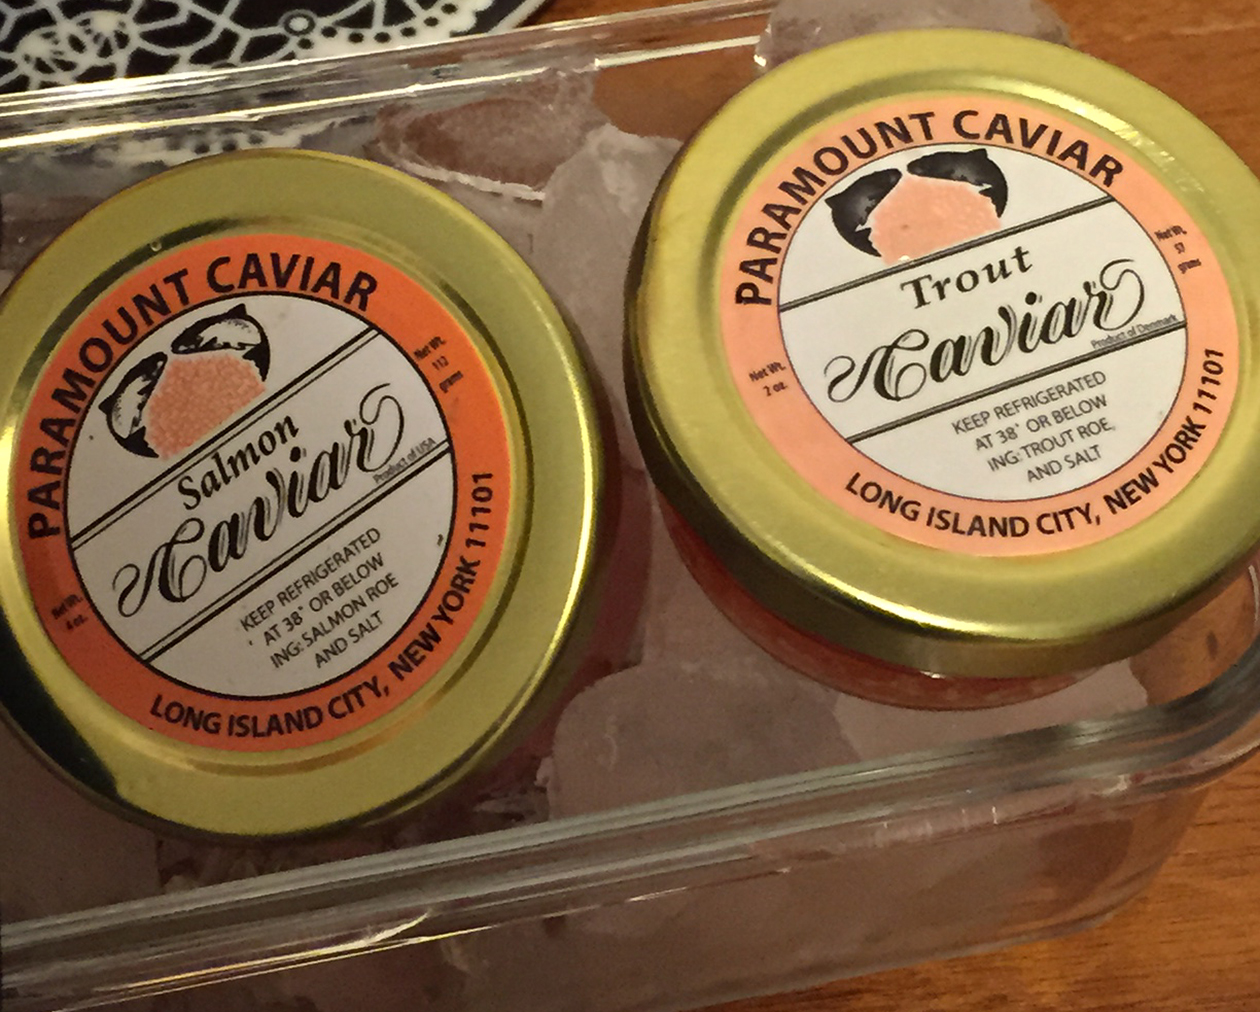 PARAMOUNT CAVIAR
Salmon
Caviar
Product of USA
Net Wt.
112
grams
Net Wt.
4 oz.
KEEP REFRIGERATED
AT 38° OR BELOW
ING: SALMON ROE
AND SALT
LONG ISLAND CITY, NEW YORK 11101
PARAMOUNT CAVIAR
Trout
Caviar
Product of Denmark
Net Wt.
57
g
Net Wt.
2 oz.
KEEP REFRIGERATED
AT 38° OR BELOW
ING: TROUT ROE,
AND SALT
LONG ISLAND CITY, NEW YORK 11101